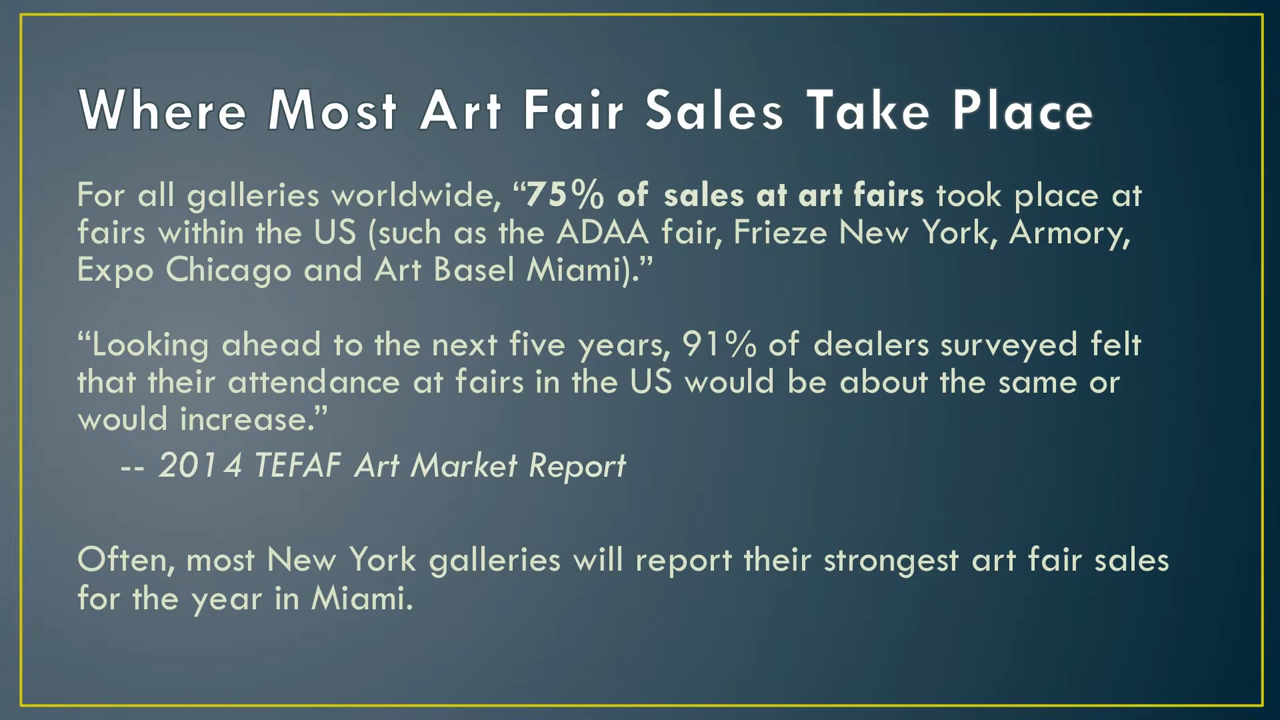 Where Most Art Fair Sales Take Place
For all galleries worldwide, “75% of sales at art fairs took place at
fairs within the US (such as the ADAA fair, Frieze New York, Armory,
Expo Chicago and Art Basel Miami).”
“Looking ahead to the next five years, 91% of dealers surveyed felt
that their attendance at fairs in the US would be about the same or
would increase.”
-- 2014 TEFAF Art Market Report
Often, most New York galleries will report their strongest art fair sales
for the year in Miami.